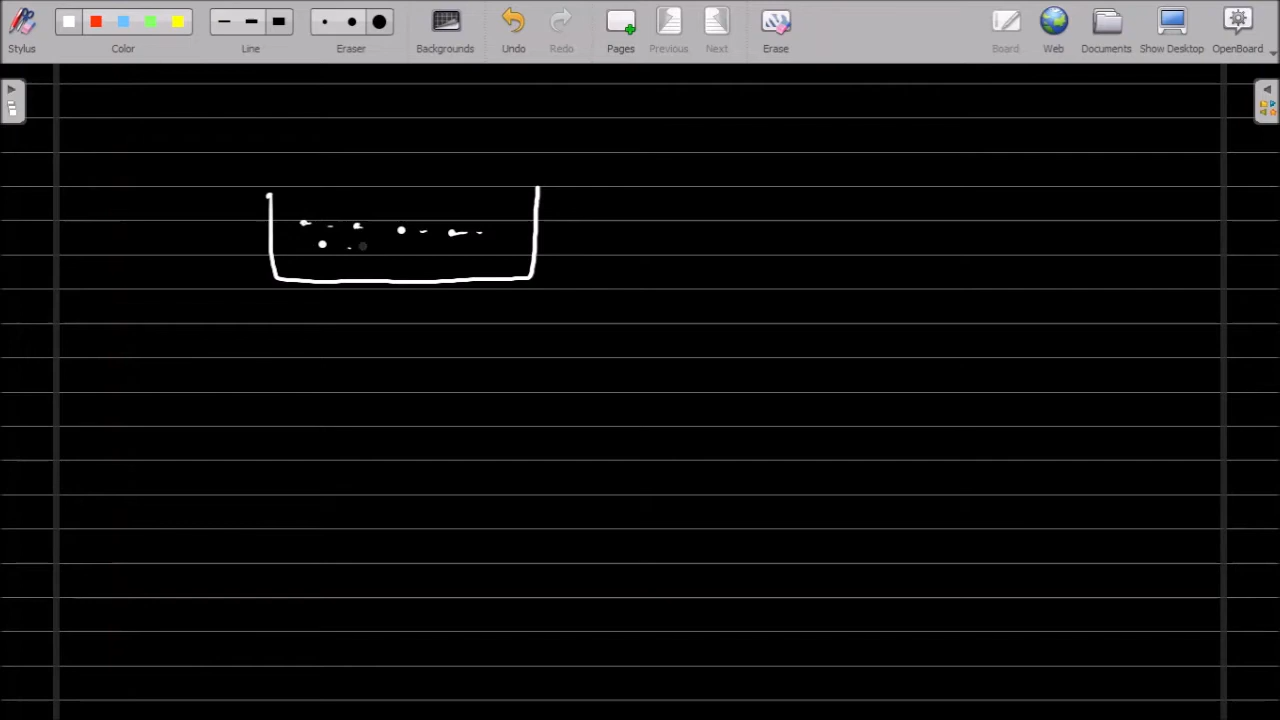 Stylus
Color
Line
Eraser
Backgrounds
Undo
Redo
Pages
Previous
Next
Erase
Board
Web
Documents
Show Desktop
OpenBoard